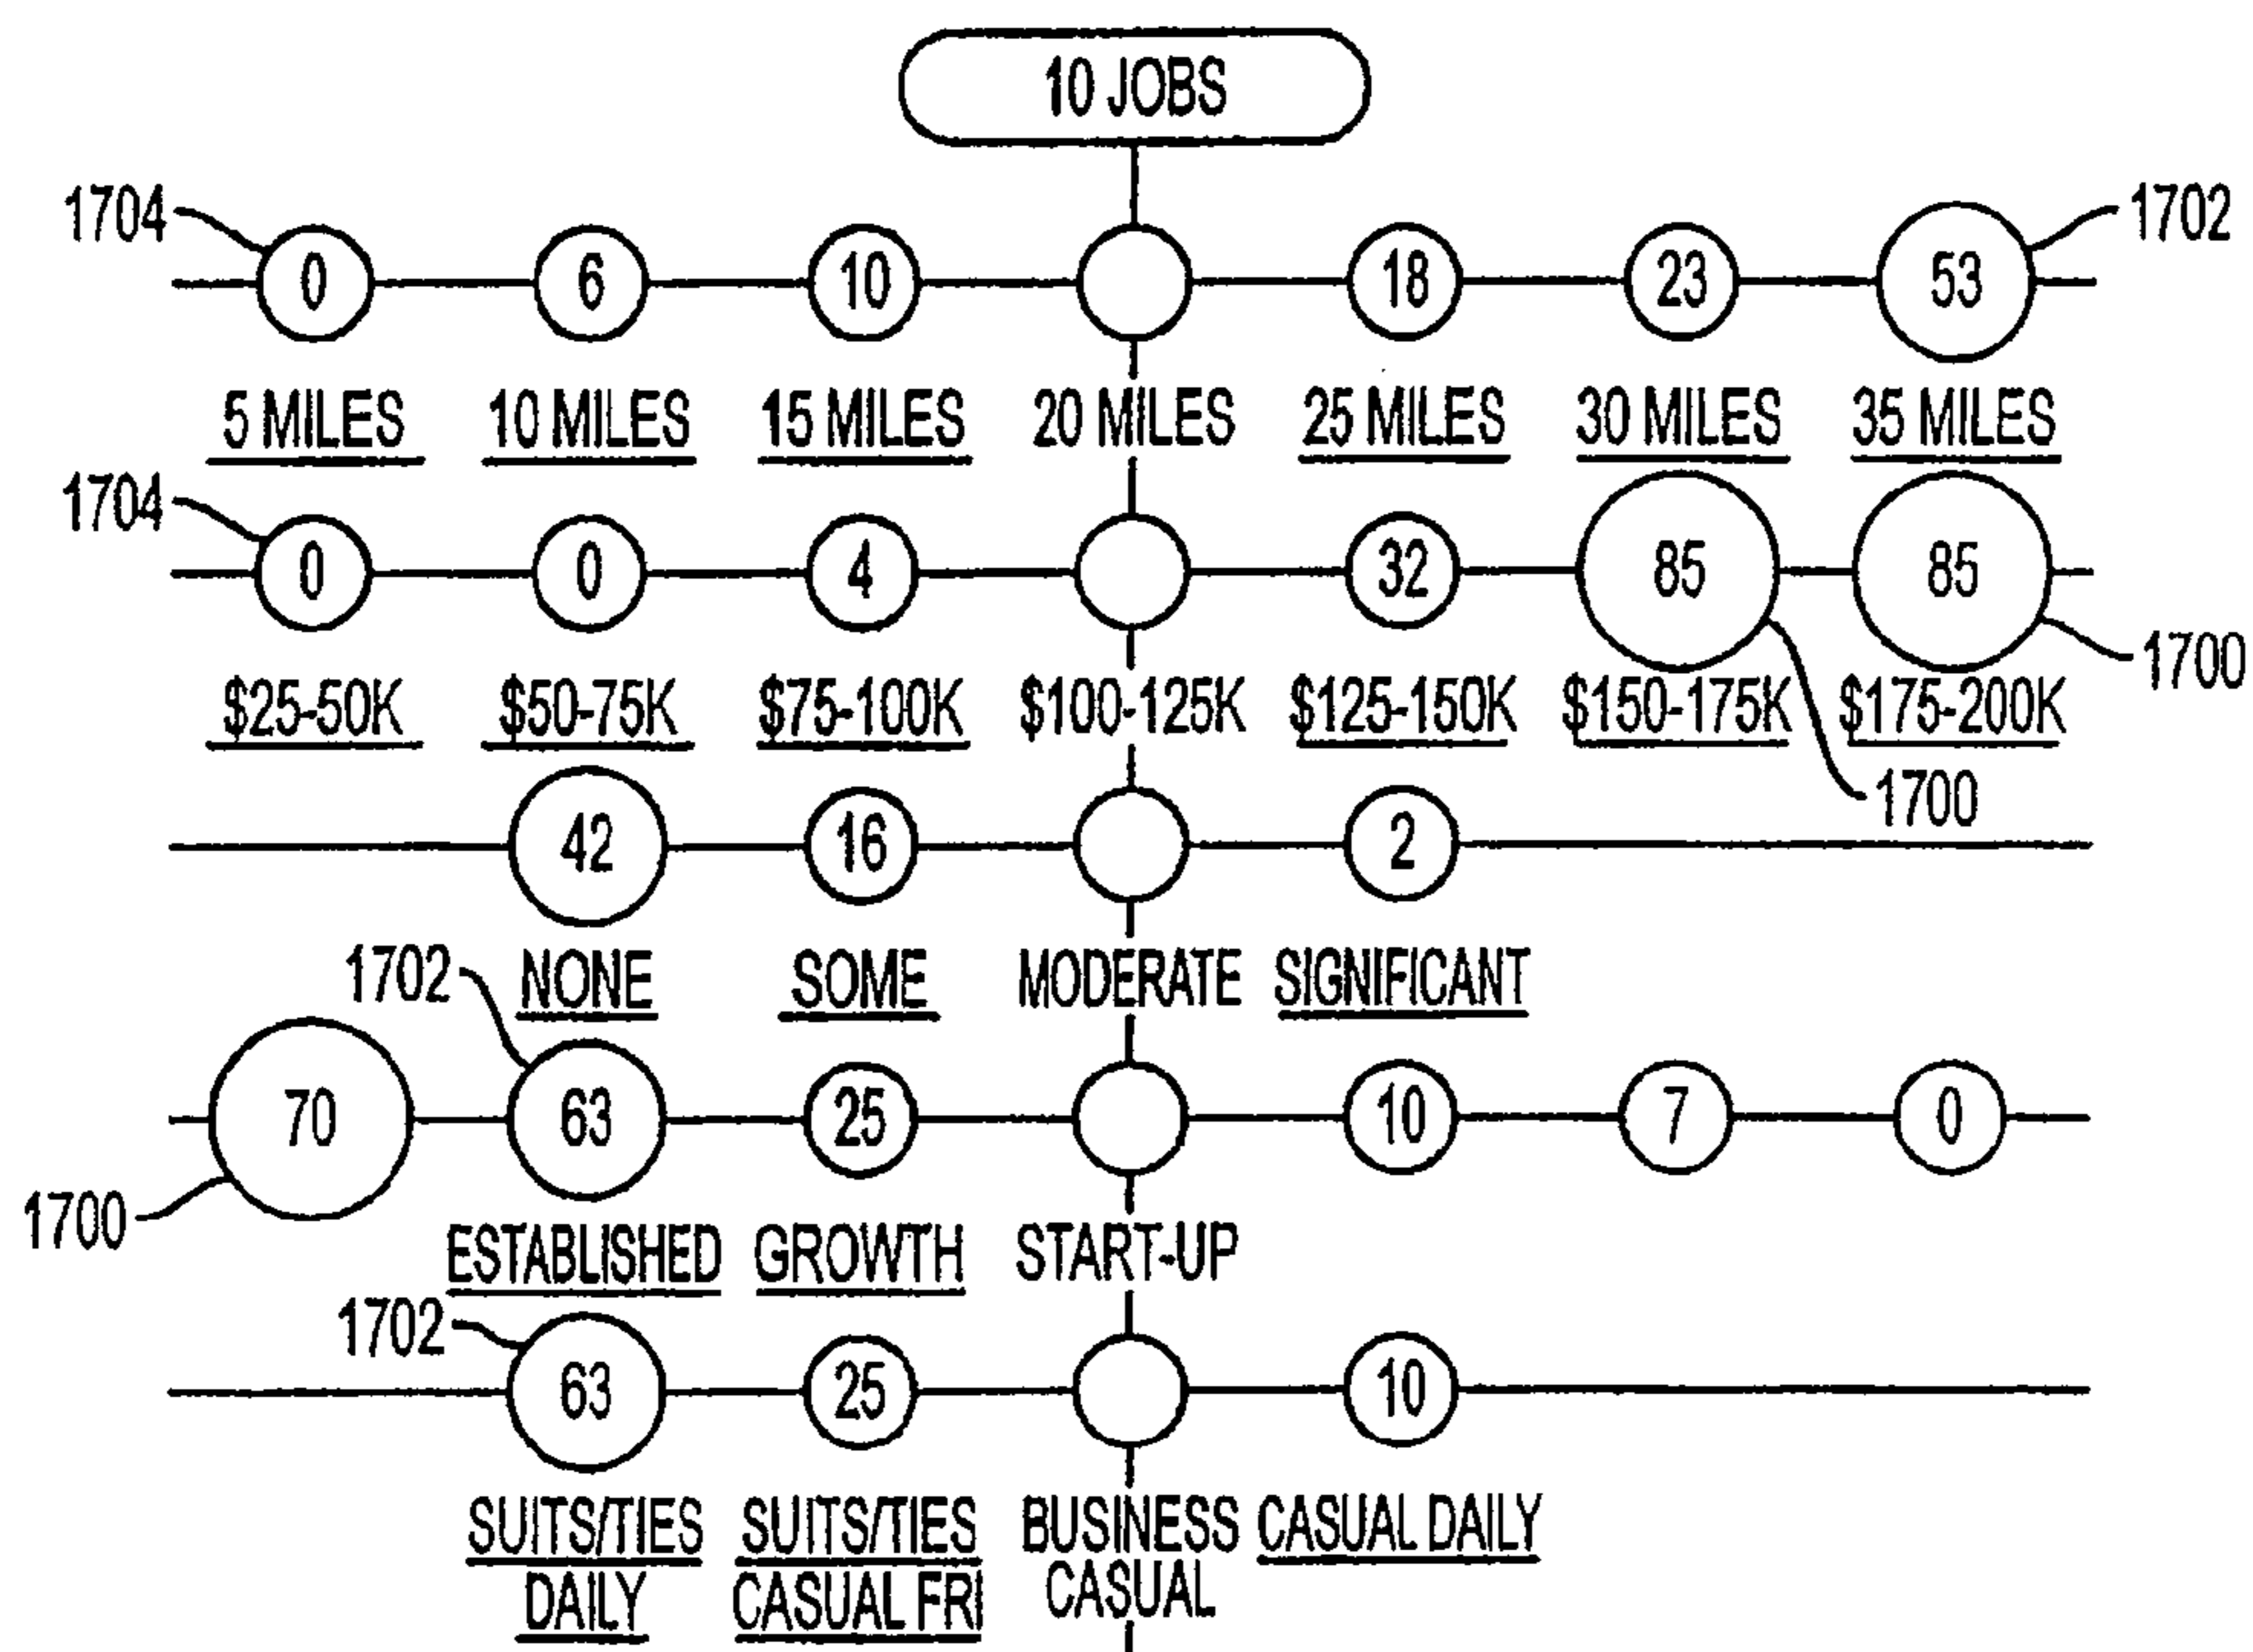 10 JOBS
1704 1702
0 6 10 18 23 53
5 MILES 10 MILES 15 MILES 20 MILES 25 MILES 30 MILES 35 MILES
1704
0 0 4 32 85 85
1700
$25-50K $50-75K $75-100K $100-125K $125-150K $150-175K $175-200K
1700
42 16 2
1702
NONE SOME MODERATE SIGNIFICANT
70 63 25 10 7 0
1700
ESTABLISHED GROWTH START-UP
1702
63 25 10
SUITS/TIES SUITS/TIES BUSINESS CASUAL DAILY
DAILY CASUAL FRI CASUAL